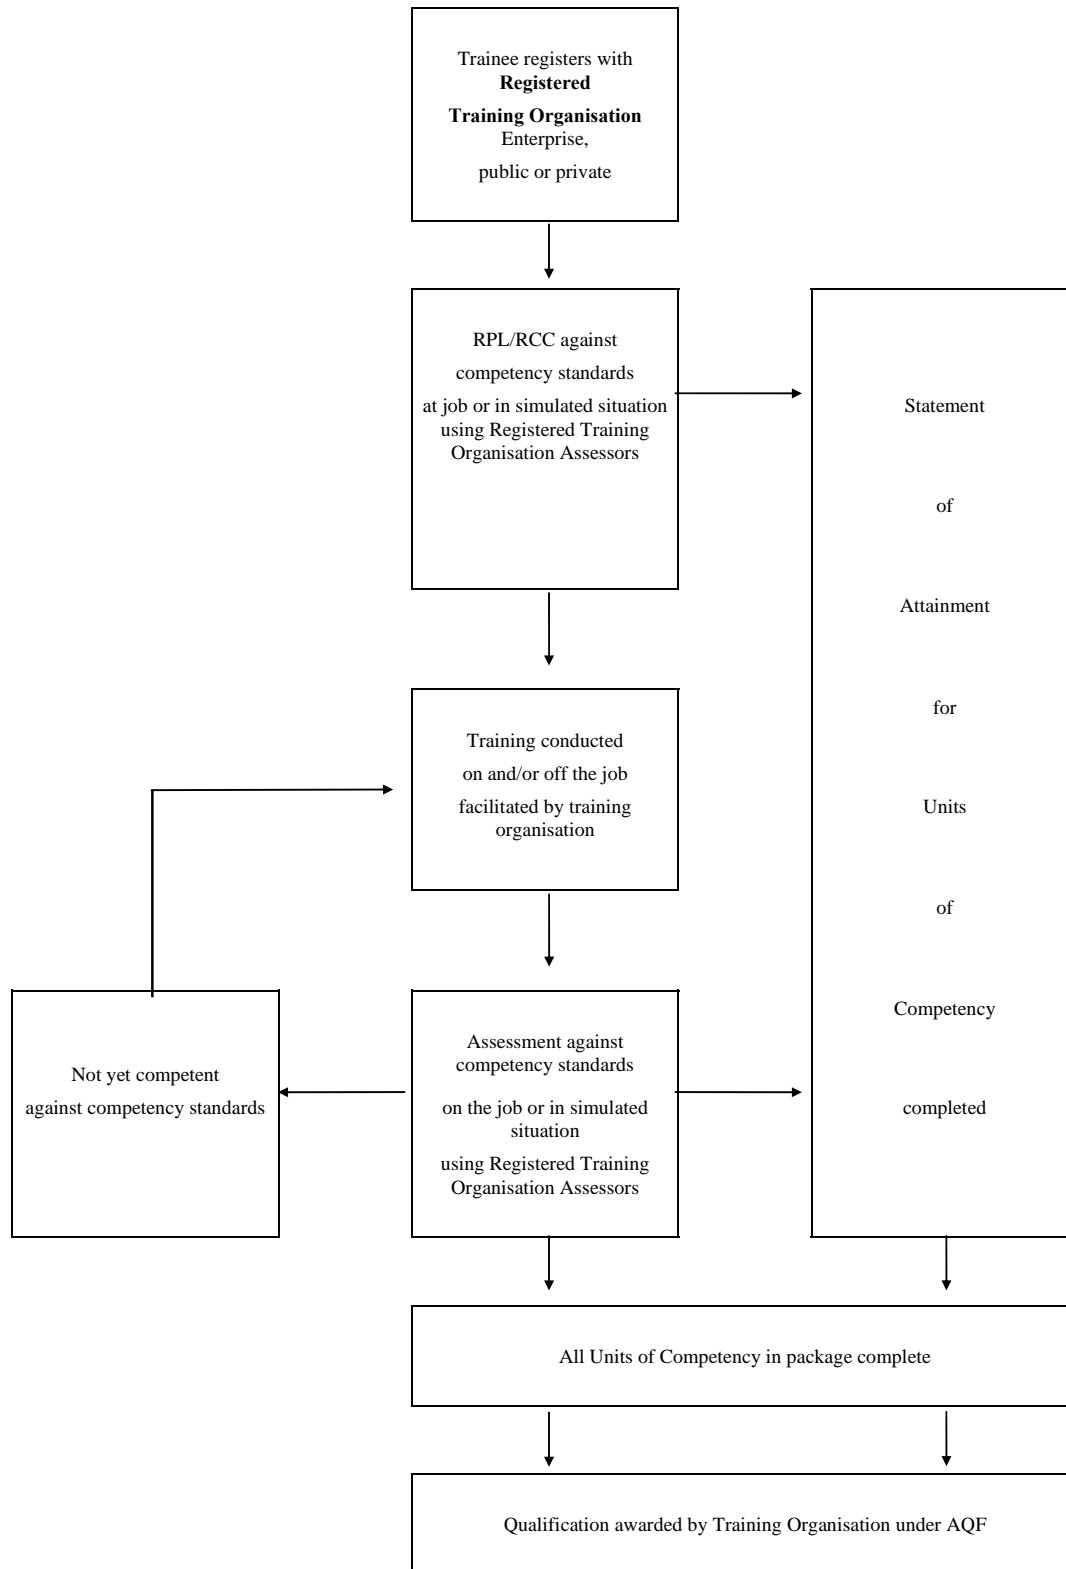 Trainee registers with
Registered
Training Organisation
Enterprise,
public or private
RPL/RCC against
competency standards
at job or in simulated situation
using Registered Training
Organisation Assessors
Statement
of
Attainment
for
Units
of
Competency
completed
Training conducted
on and/or off the job
facilitated by training
organisation
Not yet competent
against competency standards
Assessment against
competency standards
on the job or in simulated
situation
using Registered Training
Organisation Assessors
All Units of Competency in package complete
Qualification awarded by Training Organisation under AQF